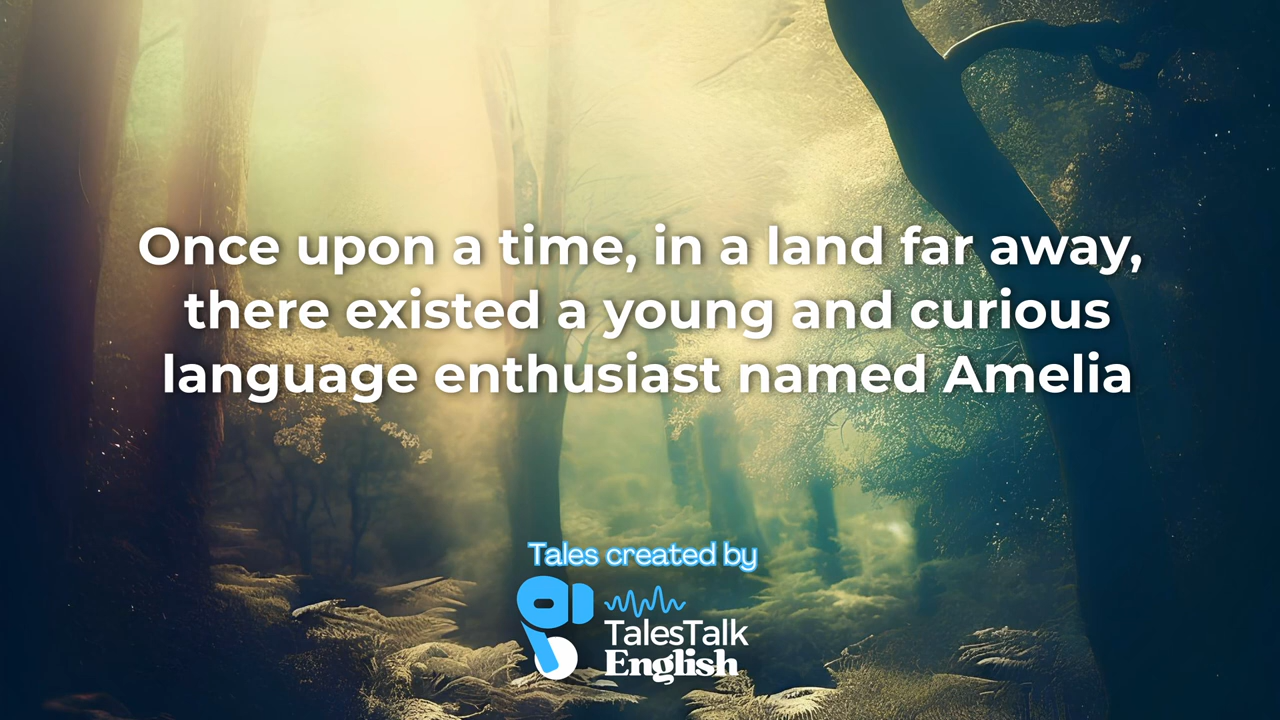 Once upon a time, in a land far away,
there existed a young and curious
language enthusiast named Amelia
Tales created by
TalesTalk
English